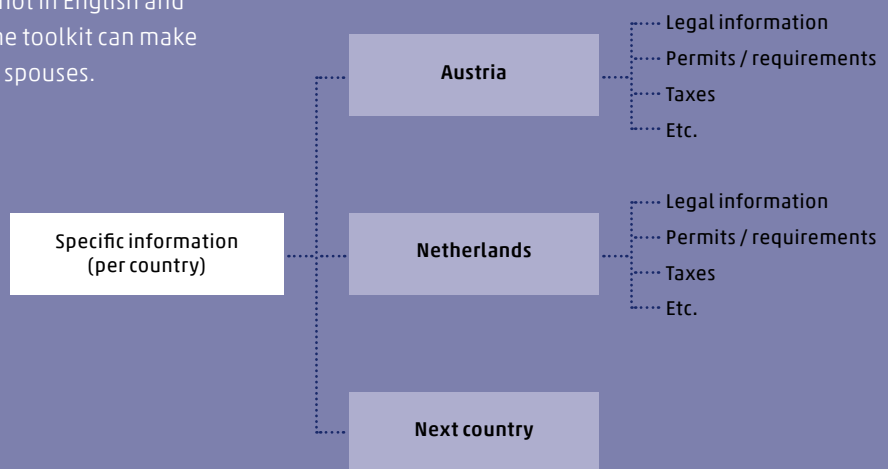 not in English and
the toolkit can make
spouses.
Specific information
(per country)
Austria
Legal information
Permits / requirements
Taxes
Etc.
Netherlands
Legal information
Permits / requirements
Taxes
Etc.
Next country